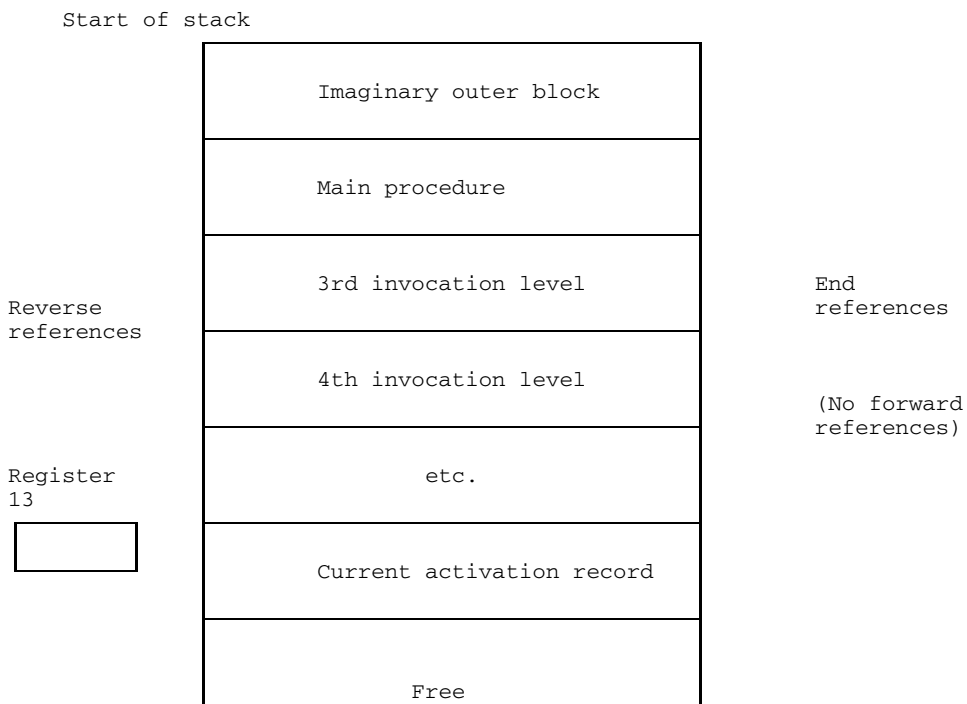 Start of stack
Imaginary outer block
Main procedure
3rd invocation level
Reverse
references
End
references
4th invocation level
(No forward
references)
Register
13
etc.
Current activation record
Free